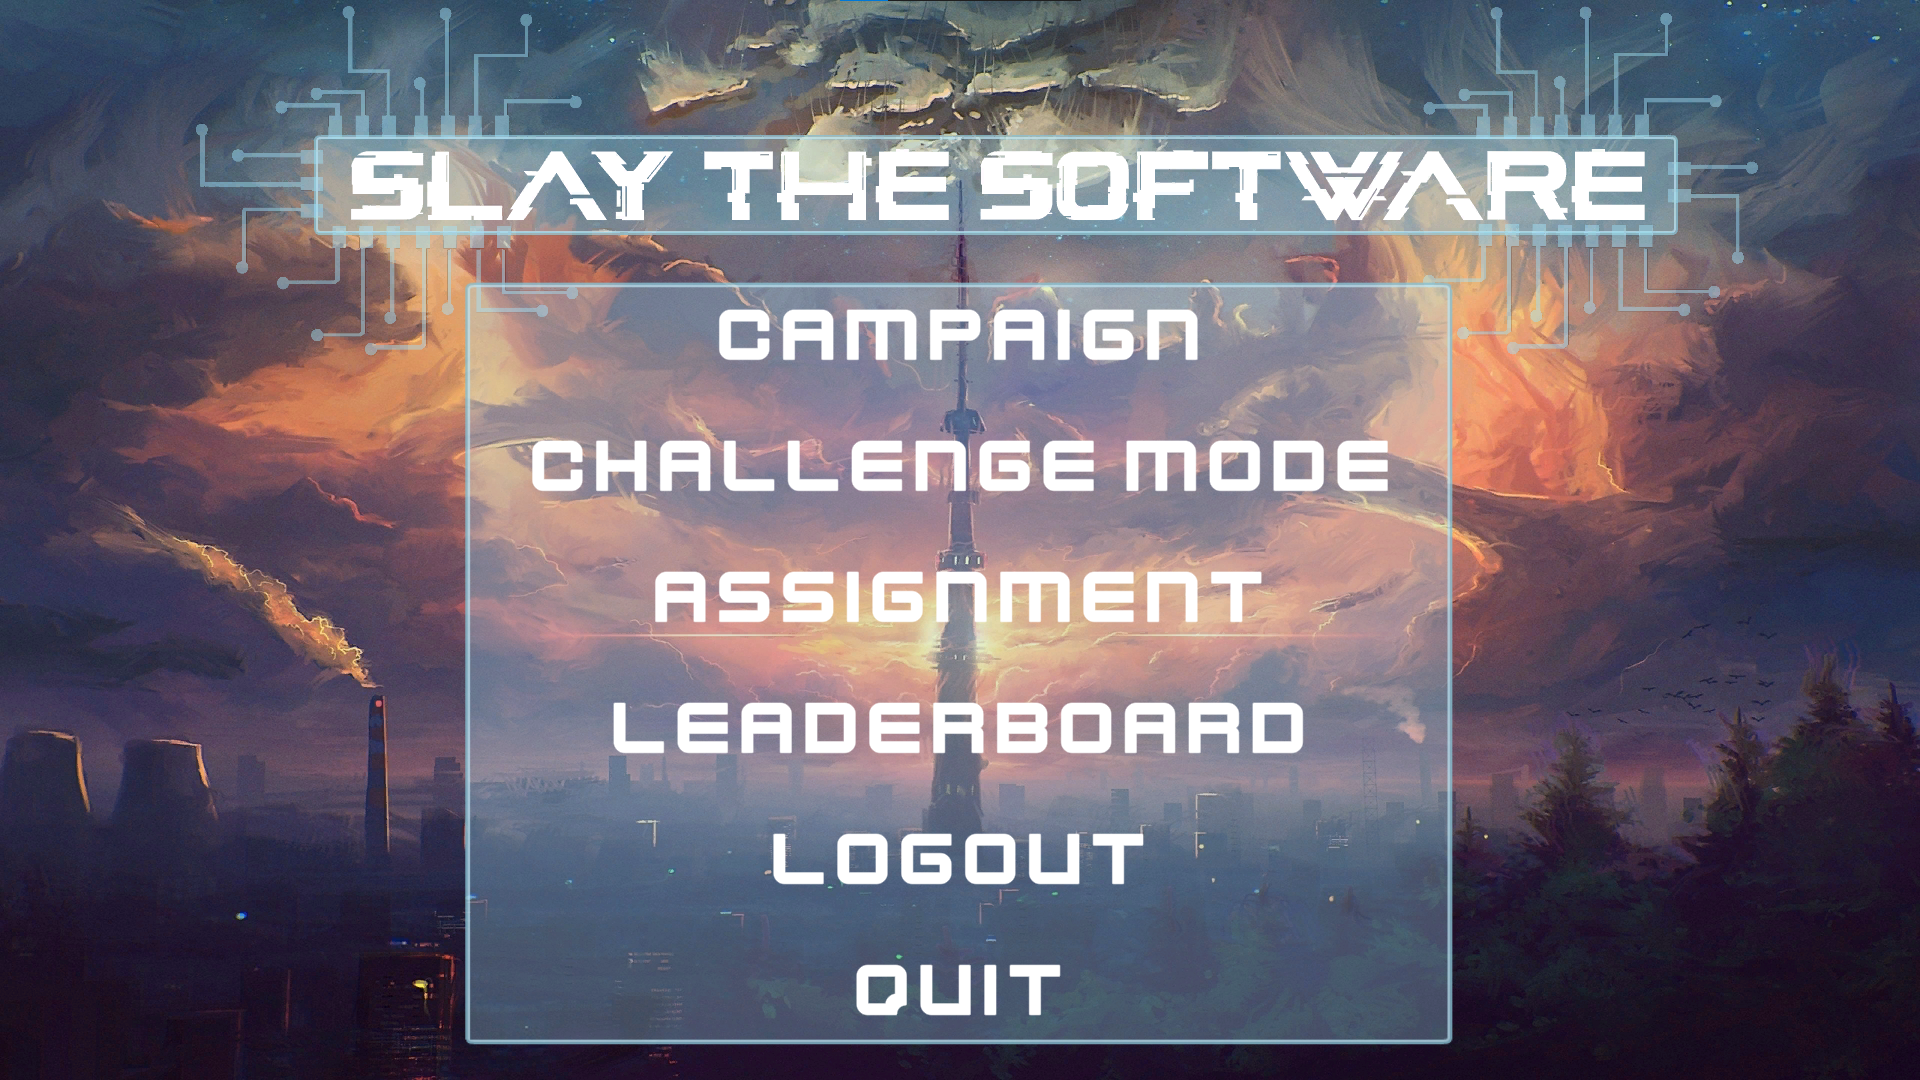 SLAY THE SOFTWARE
CAMPAIGN
CHALLENGE MODE
ASSIGNMENT
LEADERBOARD
LOGOUT
QUIT